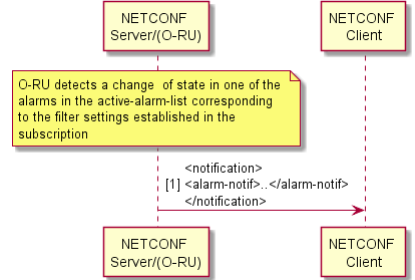 NETCONF
Server/(O-RU)
NETCONF
Client
O-RU detects a change  of state in one of the
alarms in the active-alarm-list corresponding
to the filter settings established in the
subscription
<notification>
[1] <alarm-notif>..</alarm-notif>
</notification>
NETCONF
Server/(O-RU)
NETCONF
Client